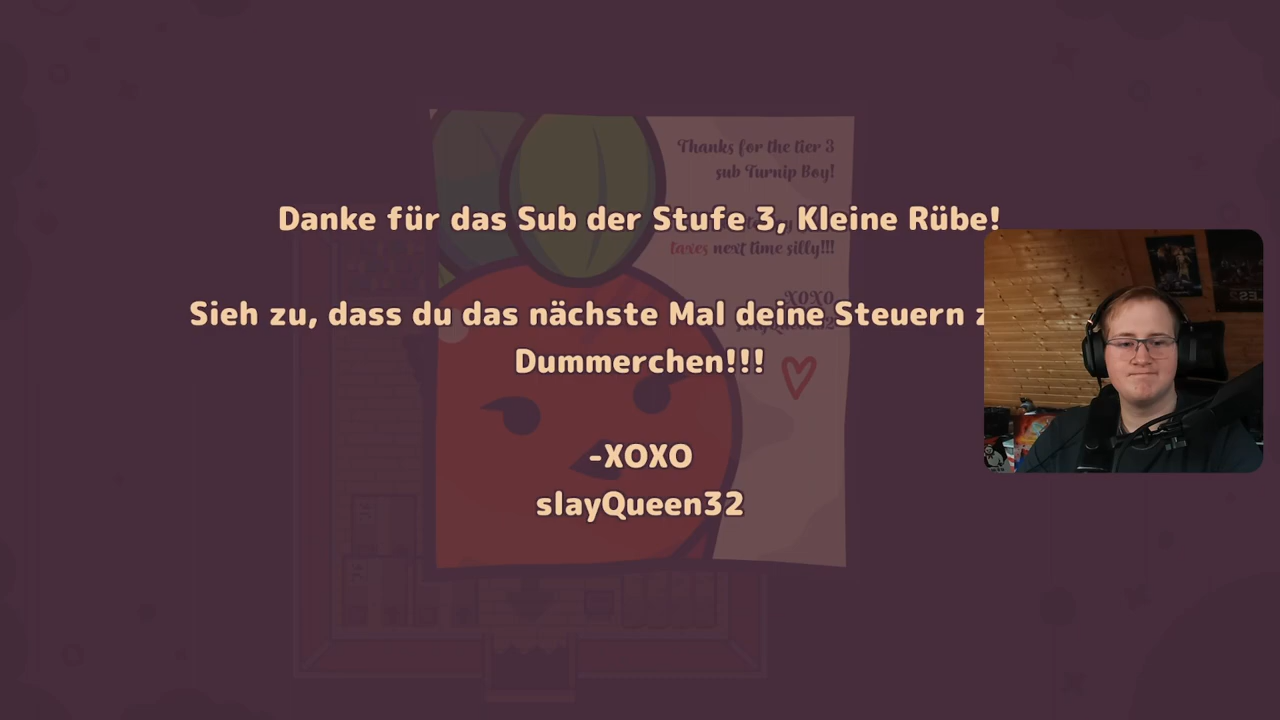 Danke für das Sub der Stufe 3, Kleine Rübe!
Sieh zu, dass du das nächste Mal deine Steuern
Dummerchen!!!
-XOXO
slayQueen32
Thanks for the tier 3
sub Turnip Boy!
taxes next time silly!!!
XOXO